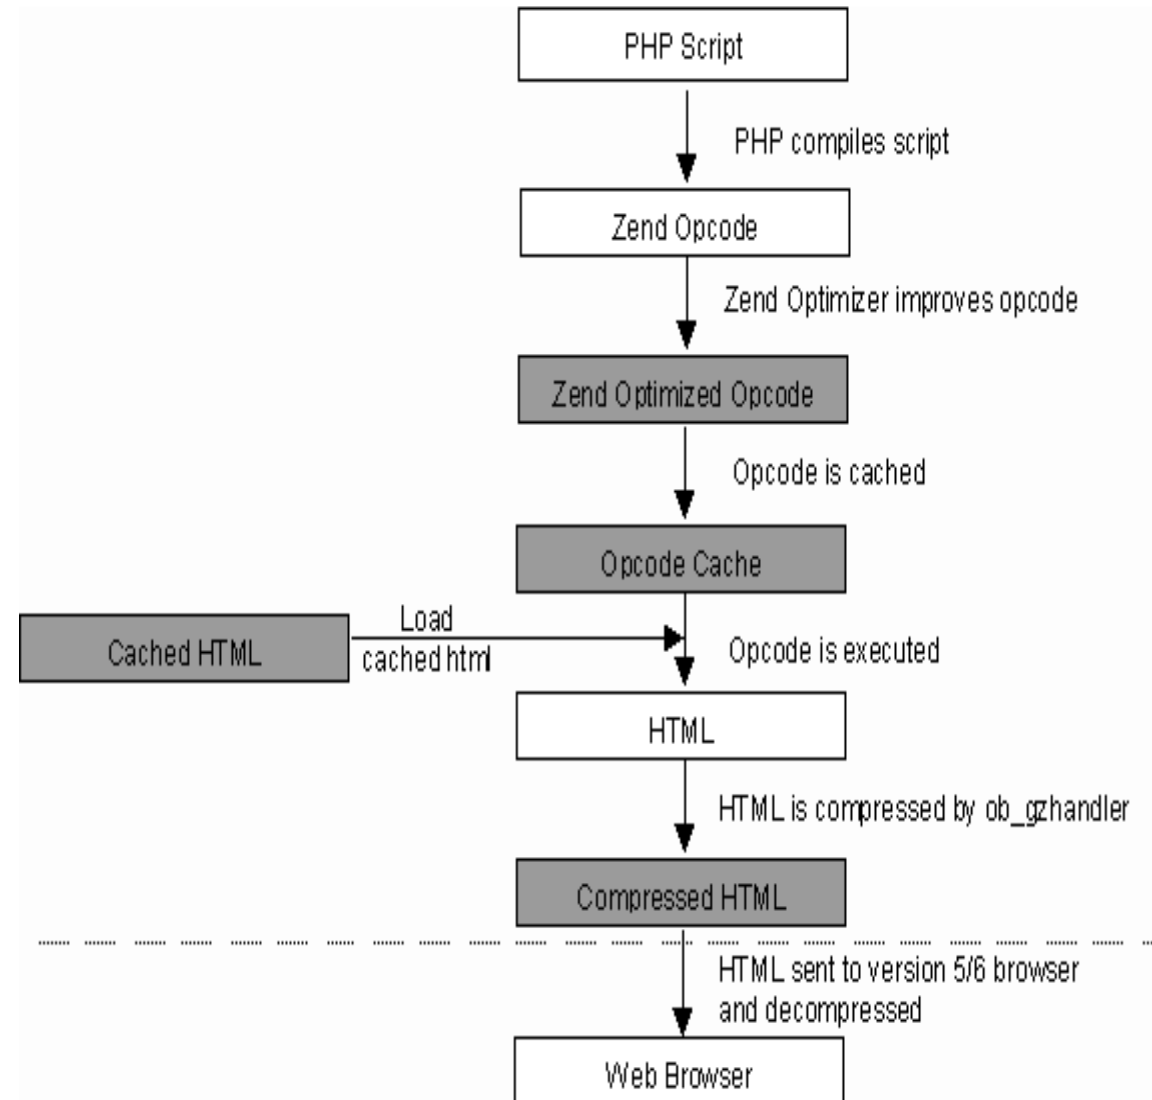 PHP Script
PHP compiles script
Zend Opcode
Zend Optimizer improves opcode
Zend Optimized Opcode
Opcode is cached
Opcode Cache
Load
cached html
Cached HTML
Opcode is executed
HTML
HTML is compressed by ob_gzhandler
Compressed HTML
HTML sent to version 5/6 browser
and decompressed
Web Browser